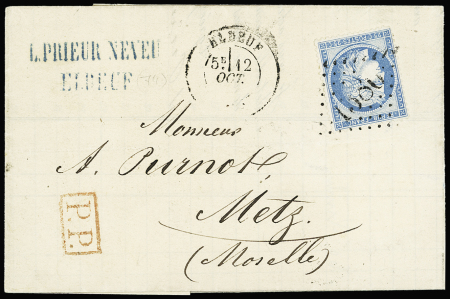 L. PRIEUR NEVEU
ELBEUF
ELBEUF
5E 12
OCT.
Monsieur
A. Purnot,
Metz.
(Moselle)
P.P.